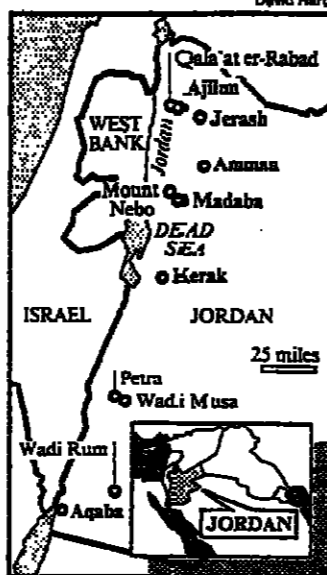 Qala'at er-Rabad
Ajlun
Jerash
WEST
BANK
Jordan
Amman
Mount
Nebo
Madaba
DEAD
SEA
Kerak
ISRAEL
JORDAN
25 miles
Petra
Wadi Musa
Wadi Rum
Aqaba
JORDAN